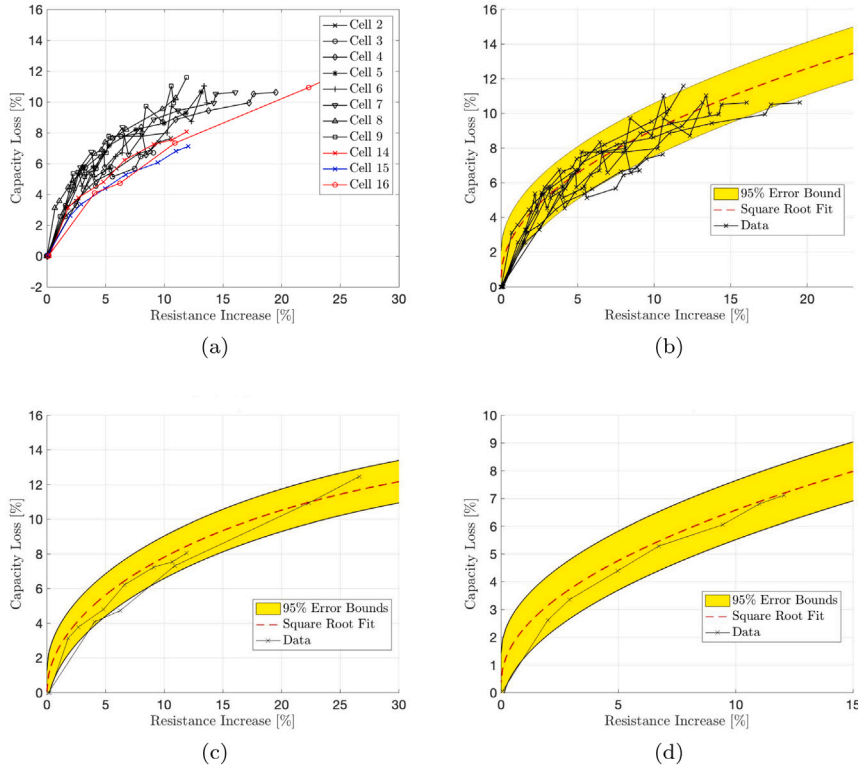 16
14
12
10
8
6
4
2
0
-2
0 5 10 15 20 25 30
Capacity Loss [%]
Resistance Increase [%]
Cell 2
Cell 3
Cell 4
Cell 5
Cell 6
Cell 7
Cell 8
Cell 9
Cell 14
Cell 15
Cell 16
(a)
16
14
12
10
8
6
4
2
0
0 5 10 15 20
Capacity Loss [%]
Resistance Increase [%]
95% Error Bound
Square Root Fit
Data
(b)
16
14
12
10
8
6
4
2
0
0 5 10 15 20 25 30
Capacity Loss [%]
Resistance Increase [%]
95% Error Bounds
Square Root Fit
Data
(c)
10
9
8
7
6
5
4
3
2
1
0
0 5 10 15
Capacity Loss [%]
Resistance Increase [%]
95% Error Bounds
Square Root Fit
Data
(d)